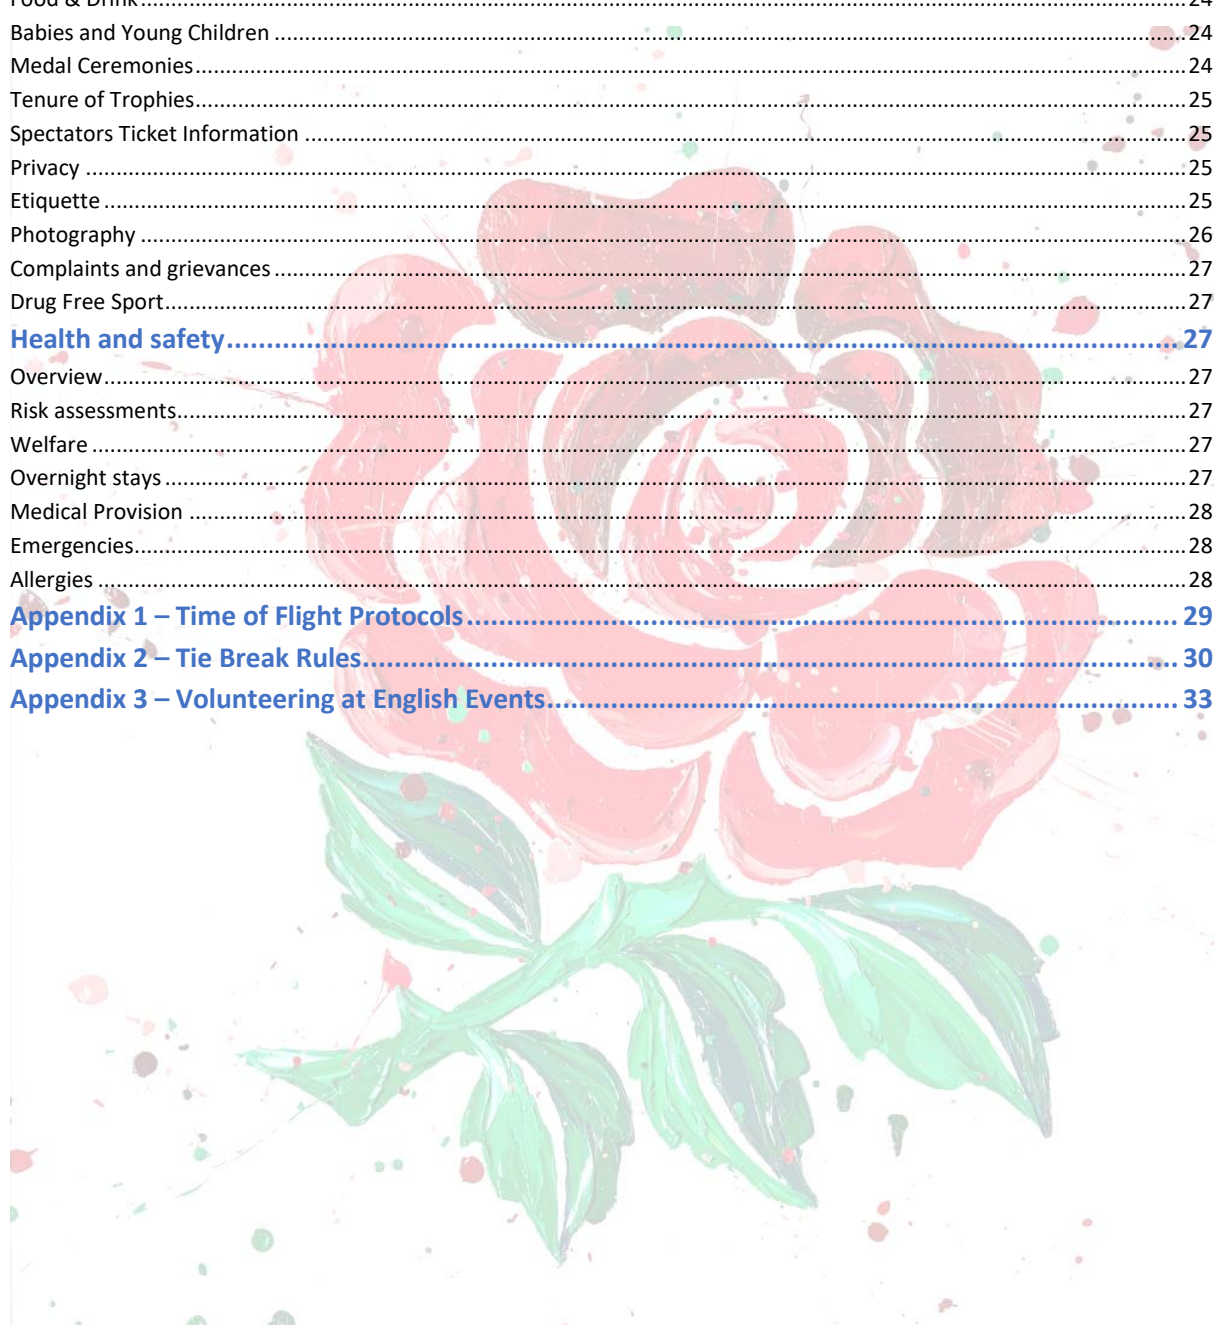 Food & Drink........24
Babies and Young Children........24
Medal Ceremonies........24
Tenure of Trophies........25
Spectators Ticket Information........25
Privacy........25
Etiquette........25
Photography........26
Complaints and grievances........27
Drug Free Sport........27
Health and safety........27
Overview........27
Risk assessments........27
Welfare........27
Overnight stays........27
Medical Provision........28
Emergencies........28
Allergies........28
Appendix 1 – Time of Flight Protocols........29
Appendix 2 – Tie Break Rules........30
Appendix 3 – Volunteering at English Events........33